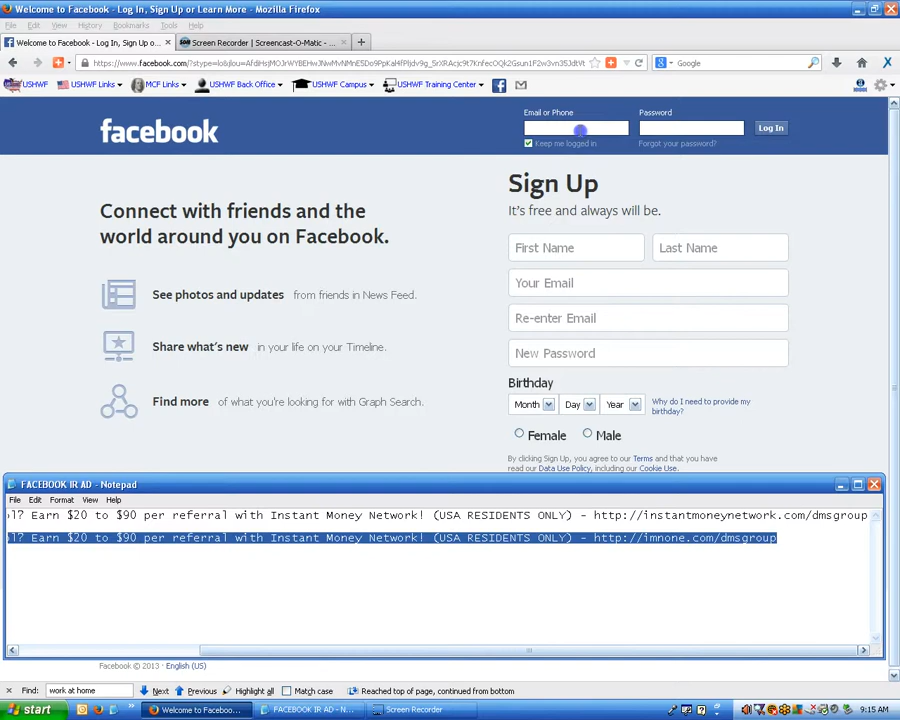 Welcome to Facebook - Log In, Sign Up or Learn More - Mozilla Firefox
File Edit View History Bookmarks Tools Help
Welcome to Facebook - Log In, Sign Up o...
Screen Recorder | Screencast-O-Matic - ...
Google
USHWF USHWF Links MCF Links USHWF Back Office USHWF Campus USHWF Training Center
facebook
Email or Phone
Password
Log In
Keep me logged in
Forgot your password?
Connect with friends and the
world around you on Facebook.
See photos and updates from friends in News Feed.
Share what's new in your life on your Timeline.
Find more of what you're looking for with Graph Search.
Sign Up
It's free and always will be.
First Name
Last Name
Your Email
Re-enter Email
New Password
Birthday
Month Day Year
Why do I need to provide my
birthday?
Female Male
By clicking Sign Up, you agree to our Terms and that you have
read our Data Use Policy, including our Cookie Use.
FACEBOOK IR AD - Notepad
File Edit Format View Help
l? Earn $20 to $90 per referral with Instant Money Network! (USA RESIDENTS ONLY) - http://instantmoneynetwork.com/dmsgroup
l? Earn $20 to $90 per referral with Instant Money Network! (USA RESIDENTS ONLY) - http://imnone.com/dmsgroup
Facebook © 2013 · English (US)
Find: work at home Next Previous Highlight all Match case Reached top of page, continued from bottom
start Welcome to Facebo... FACEBOOK IR AD - N... Screen Recorder 9:15 AM